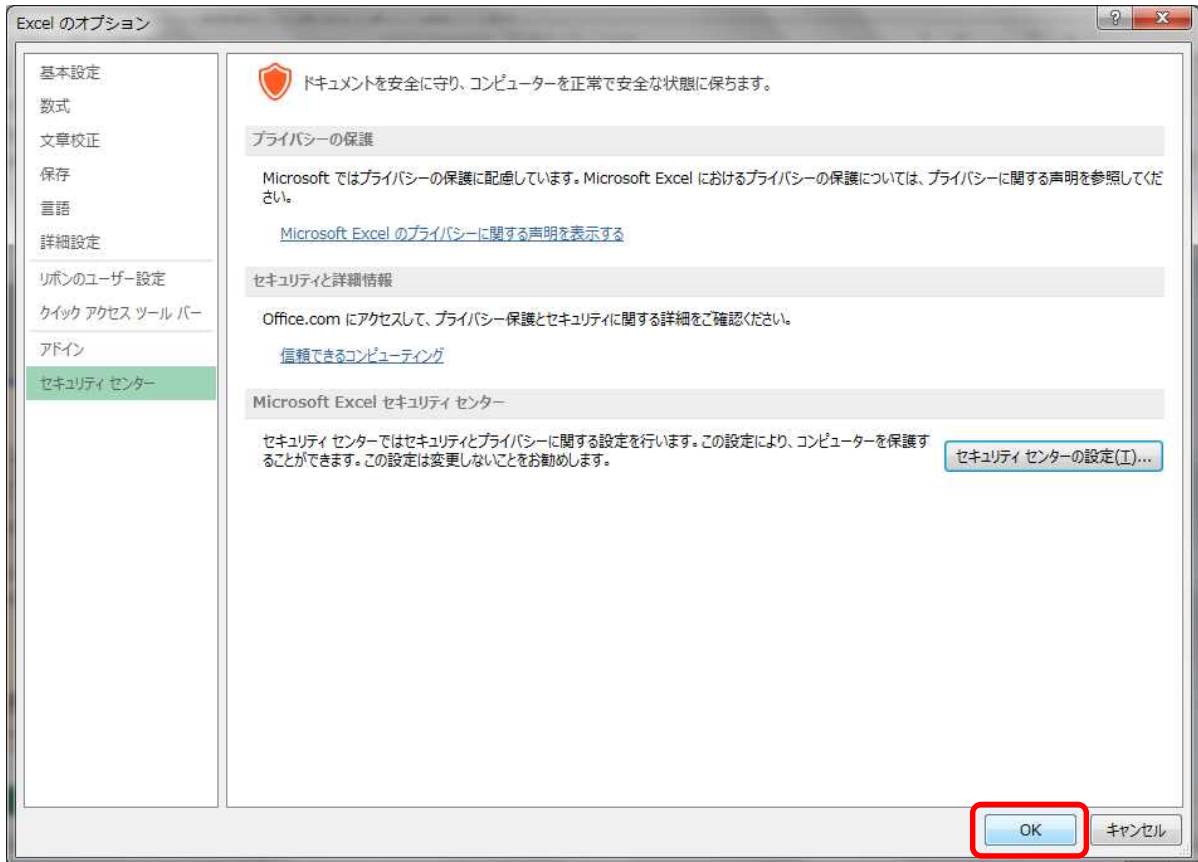 Excel のオプション
?
基本設定
数式
文章校正
保存
言語
詳細設定
リボンのユーザー設定
クイック アクセス ツール バー
アドイン
セキュリティ センター
ドキュメントを安全に守り、コンピューターを正常で安全な状態に保ちます。
プライバシーの保護
Microsoft ではプライバシーの保護に配慮しています。Microsoft Excel におけるプライバシーの保護については、プライバシーに関する声明を参照してくだ
さい。
Microsoft Excel のプライバシーに関する声明を表示する
セキュリティと詳細情報
Office.com にアクセスして、プライバシー保護とセキュリティに関する詳細をご確認ください。
信頼できるコンピューティング
Microsoft Excel セキュリティ センター
セキュリティ センターではセキュリティとプライバシーに関する設定を行います。この設定により、コンピューターを保護す
ることができます。この設定は変更しないことをお勧めします。
セキュリティ センターの設定(T)...
OK
キャンセル